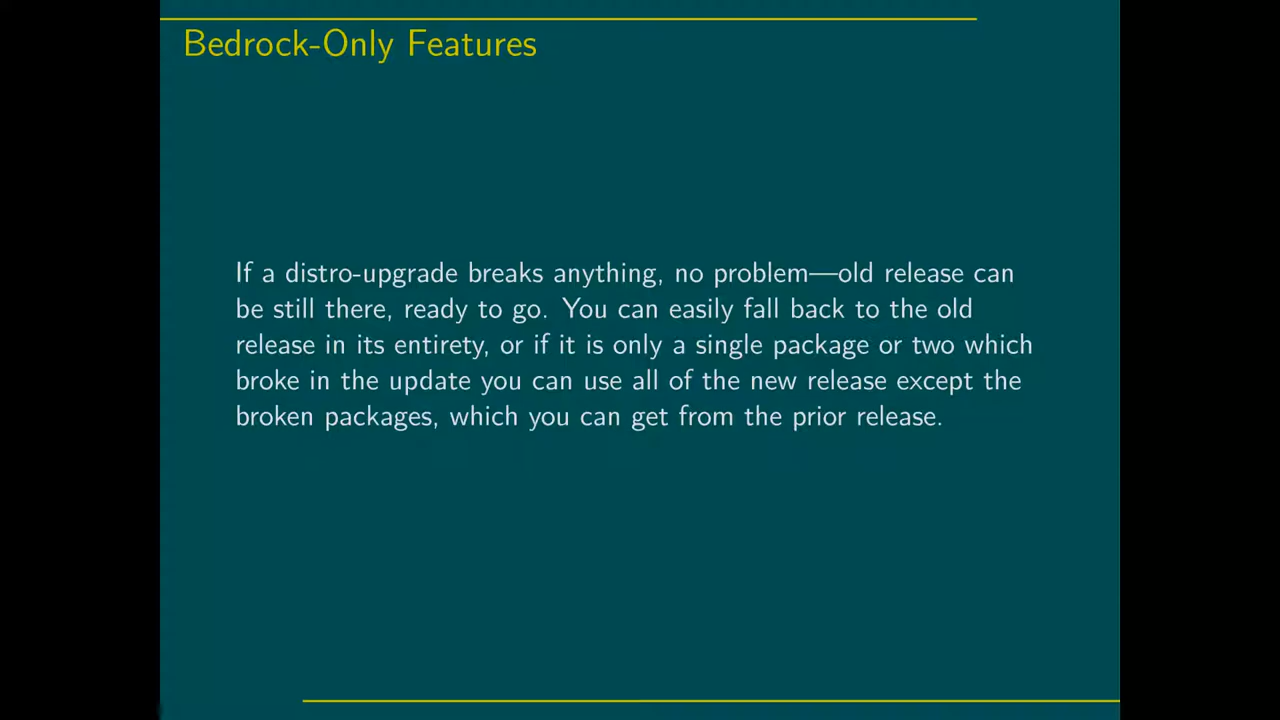 Bedrock-Only Features
If a distro-upgrade breaks anything, no problem—old release can
be still there, ready to go. You can easily fall back to the old
release in its entirety, or if it is only a single package or two which
broke in the update you can use all of the new release except the
broken packages, which you can get from the prior release.